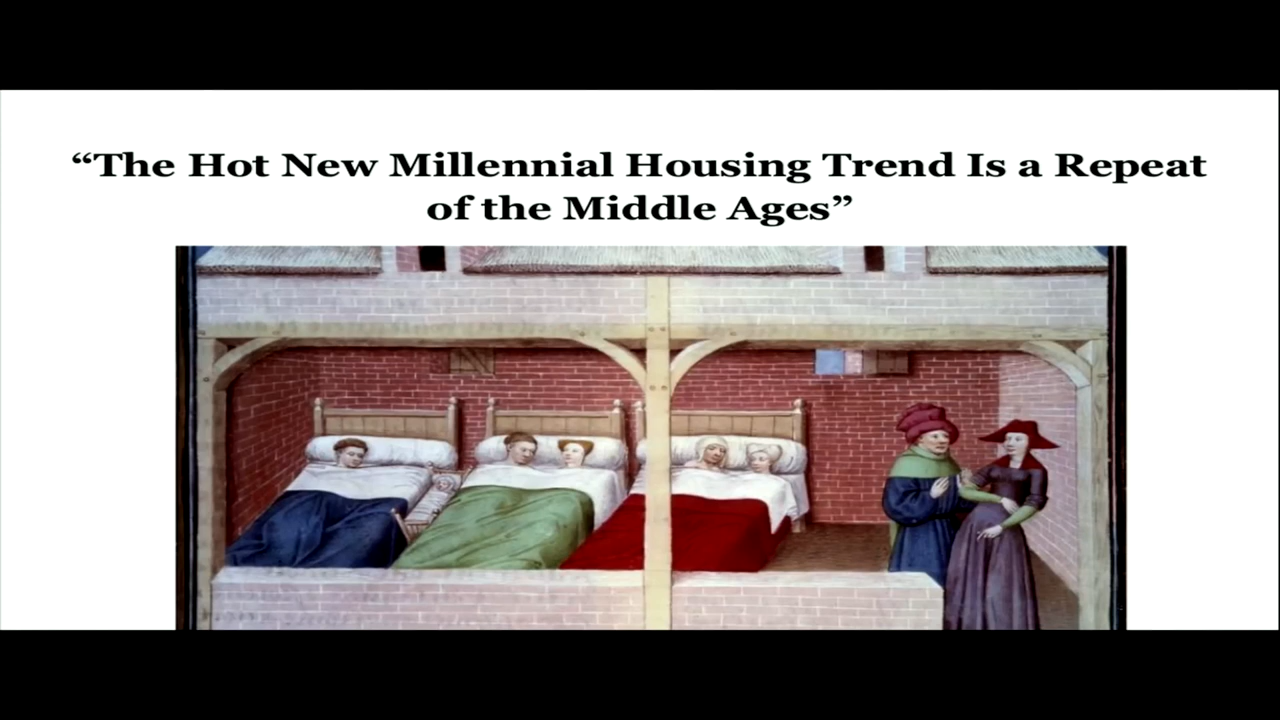 “The Hot New Millennial Housing Trend Is a Repeat
of the Middle Ages”